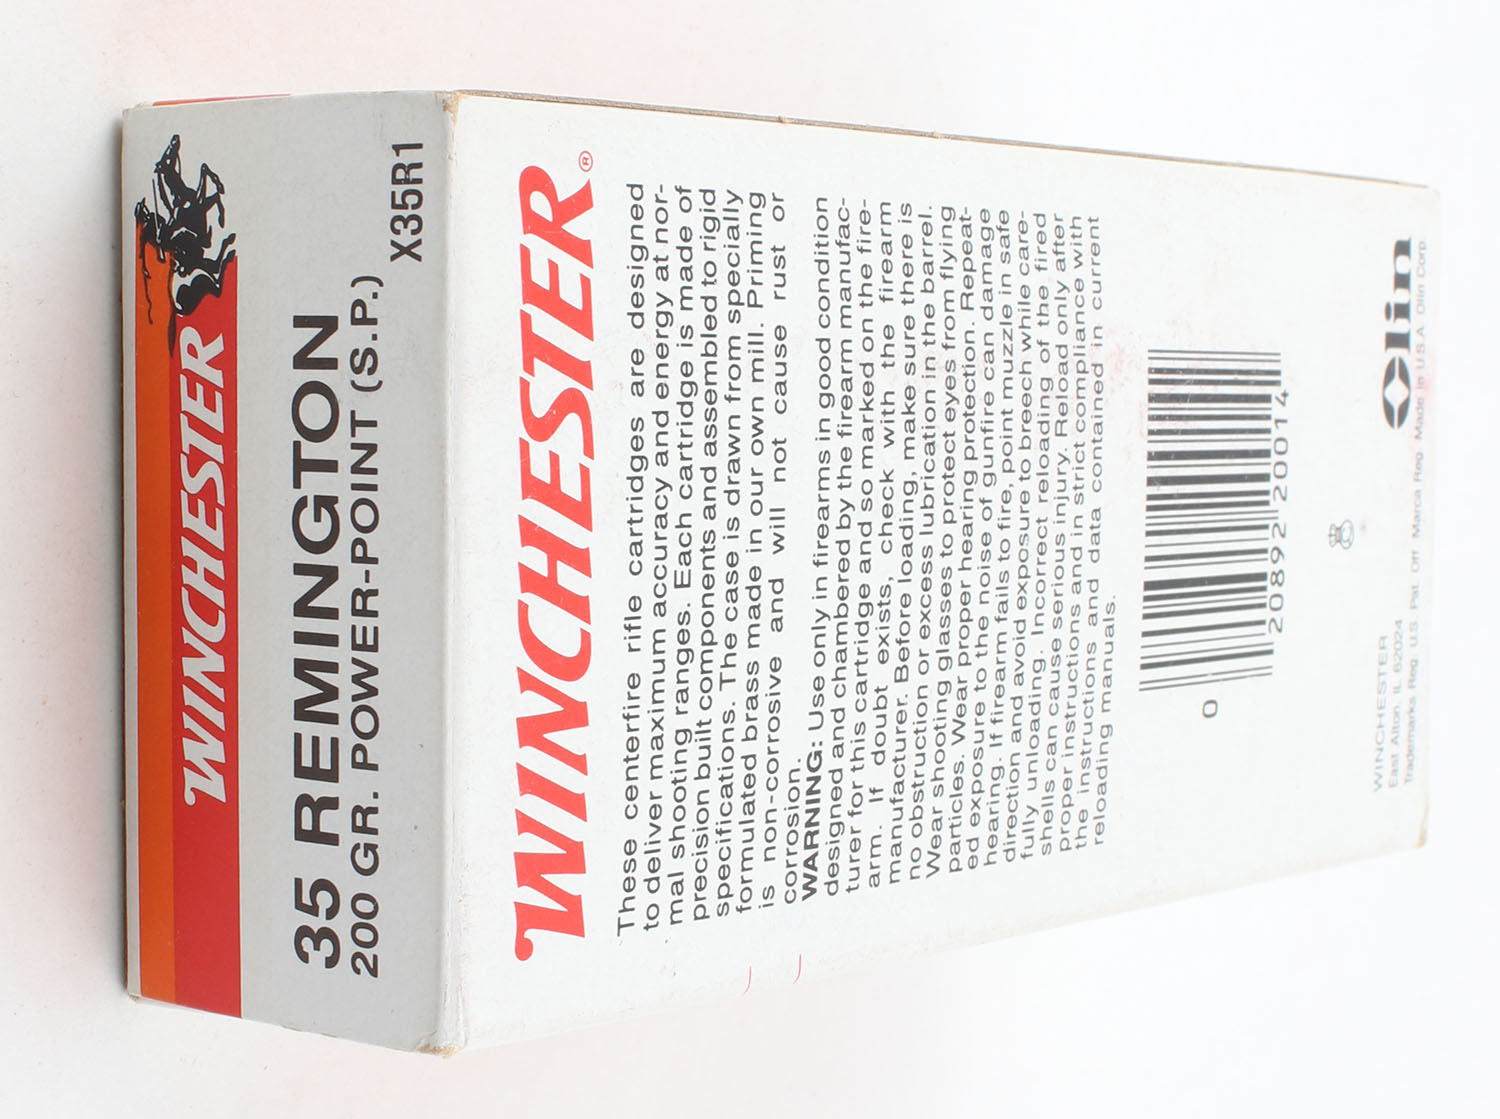 WINCHESTER
35 REMINGTON
200 GR. POWER-POINT (S.P.)
X35R1
WINCHESTER®
These centerfire rifle cartridges are designed
to deliver maximum accuracy and energy at nor-
mal shooting ranges. Each cartridge is made of
precision built components and assembled to rigid
specifications. The case is drawn from specially
formulated brass made in our own mill. Priming
is non-corrosive and will not cause rust or
corrosion.
WARNING: Use only in firearms in good condition
designed and chambered by the firearm manufac-
turer for this cartridge and so marked on the fire-
arm. If doubt exists, check with the firearm
manufacturer. Before loading, make sure there is
no obstruction or excess lubrication in the barrel.
Wear shooting glasses to protect eyes from flying
particles. Wear proper hearing protection. Repeat-
ed exposure to the noise of gunfire can damage
hearing. If firearm fails to fire, point muzzle in safe
direction and avoid exposure to breech while care-
fully unloading. Incorrect reloading of the fired
shells can cause serious injury. Reload only after
proper instructions and in strict compliance with
the instructions and data contained in current
reloading manuals.
0 20892 20014
WINCHESTER
East Alton, IL 62024
Trademarks Reg. U.S. Pat. Off. Marca Reg. Made in U.S.A. Olin Corp.
Olin